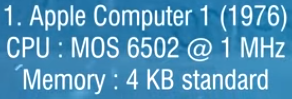 1. Apple Computer 1 (1976)
CPU : MOS 6502 @ 1 MHz
Memory : 4 KB standard